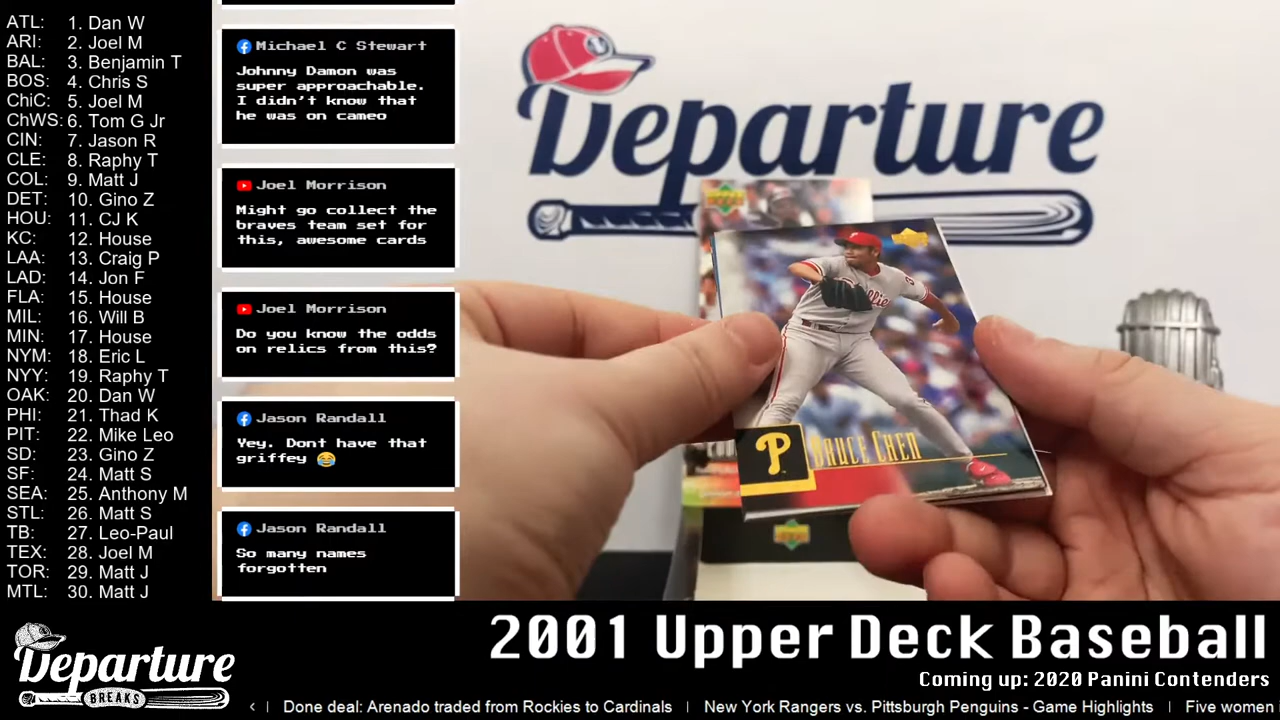 ATL: 1. Dan W
ARI: 2. Joel M
BAL: 3. Benjamin T
BOS: 4. Chris S
ChiC: 5. Joel M
ChWS: 6. Tom G Jr
CIN: 7. Jason R
CLE: 8. Raphy T
COL: 9. Matt J
DET: 10. Gino Z
HOU: 11. CJ K
KC: 12. House
LAA: 13. Craig P
LAD: 14. Jon F
FLA: 15. House
MIL: 16. Will B
MIN: 17. House
NYM: 18. Eric L
NYY: 19. Raphy T
OAK: 20. Dan W
PHI: 21. Thad K
PIT: 22. Mike Leo
SD: 23. Gino Z
SF: 24. Matt S
SEA: 25. Anthony M
STL: 26. Matt S
TB: 27. Leo-Paul
TEX: 28. Joel M
TOR: 29. Matt J
MTL: 30. Matt J
Michael C Stewart
Johnny Damon was
super approachable.
I didn't know that
he was on cameo
Joel Morrison
Might go collect the
braves team set for
this, awesome cards
Joel Morrison
Do you know the odds
on relics from this?
Jason Randall
Yey. Dont have that
griffey 😂
Jason Randall
So many names
forgotten
Departure
P
Bruce Chen
Departure
BREAKS
2001 Upper Deck Baseball
Coming up: 2020 Panini Contenders
< | Done deal: Arenado traded from Rockies to Cardinals | New York Rangers vs. Pittsburgh Penguins - Game Highlights | Five women